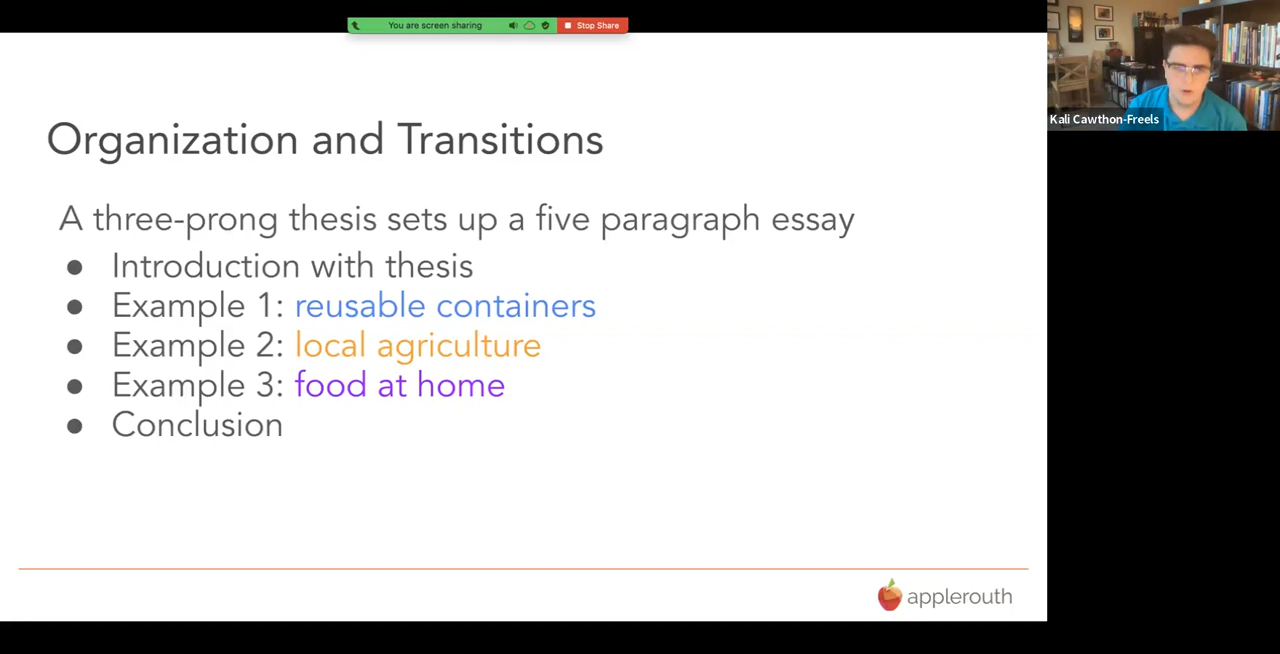 You are screen sharing
Stop Share
Kali Cawthon-Freels
Organization and Transitions
A three-prong thesis sets up a five paragraph essay
● Introduction with thesis
● Example 1: reusable containers
● Example 2: local agriculture
● Example 3: food at home
● Conclusion
applerouth